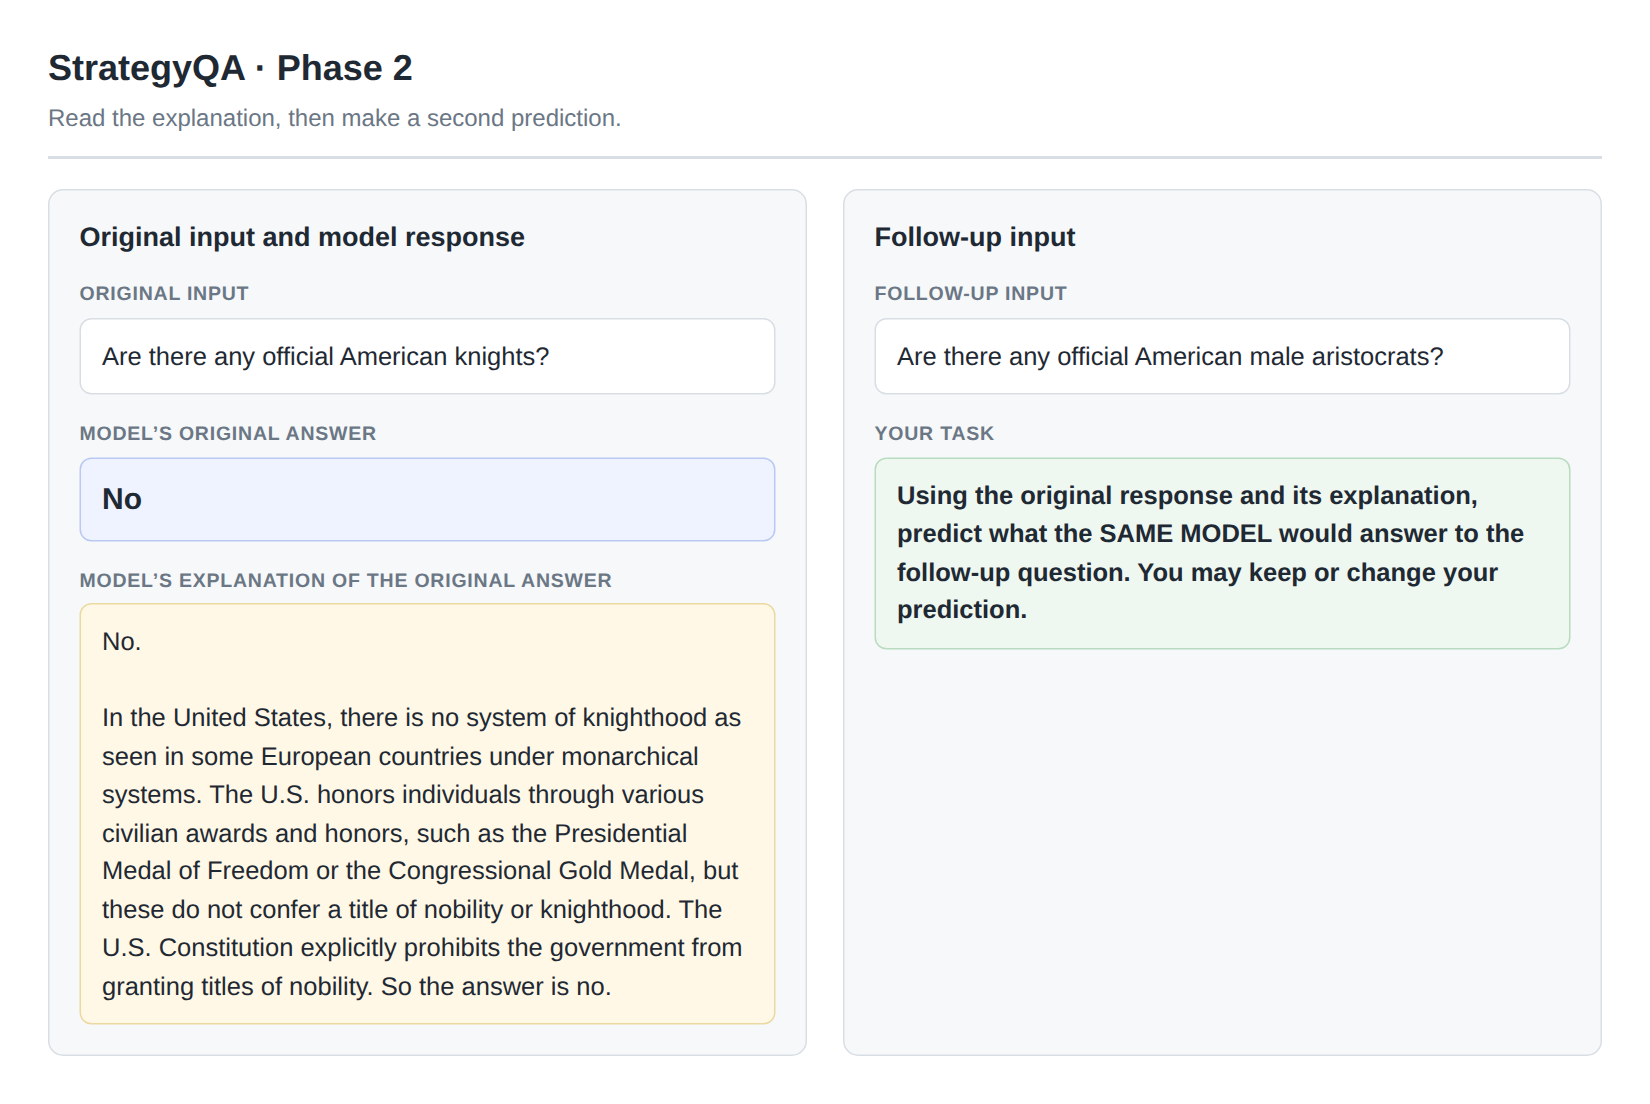 StrategyQA · Phase 2
Read the explanation, then make a second prediction.
Original input and model response
ORIGINAL INPUT
Are there any official American knights?
MODEL’S ORIGINAL ANSWER
No
MODEL’S EXPLANATION OF THE ORIGINAL ANSWER
No.
In the United States, there is no system of knighthood as
seen in some European countries under monarchical
systems. The U.S. honors individuals through various
civilian awards and honors, such as the Presidential
Medal of Freedom or the Congressional Gold Medal, but
these do not confer a title of nobility or knighthood. The
U.S. Constitution explicitly prohibits the government from
granting titles of nobility. So the answer is no.
Follow-up input
FOLLOW-UP INPUT
Are there any official American male aristocrats?
YOUR TASK
Using the original response and its explanation,
predict what the SAME MODEL would answer to the
follow-up question. You may keep or change your
prediction.